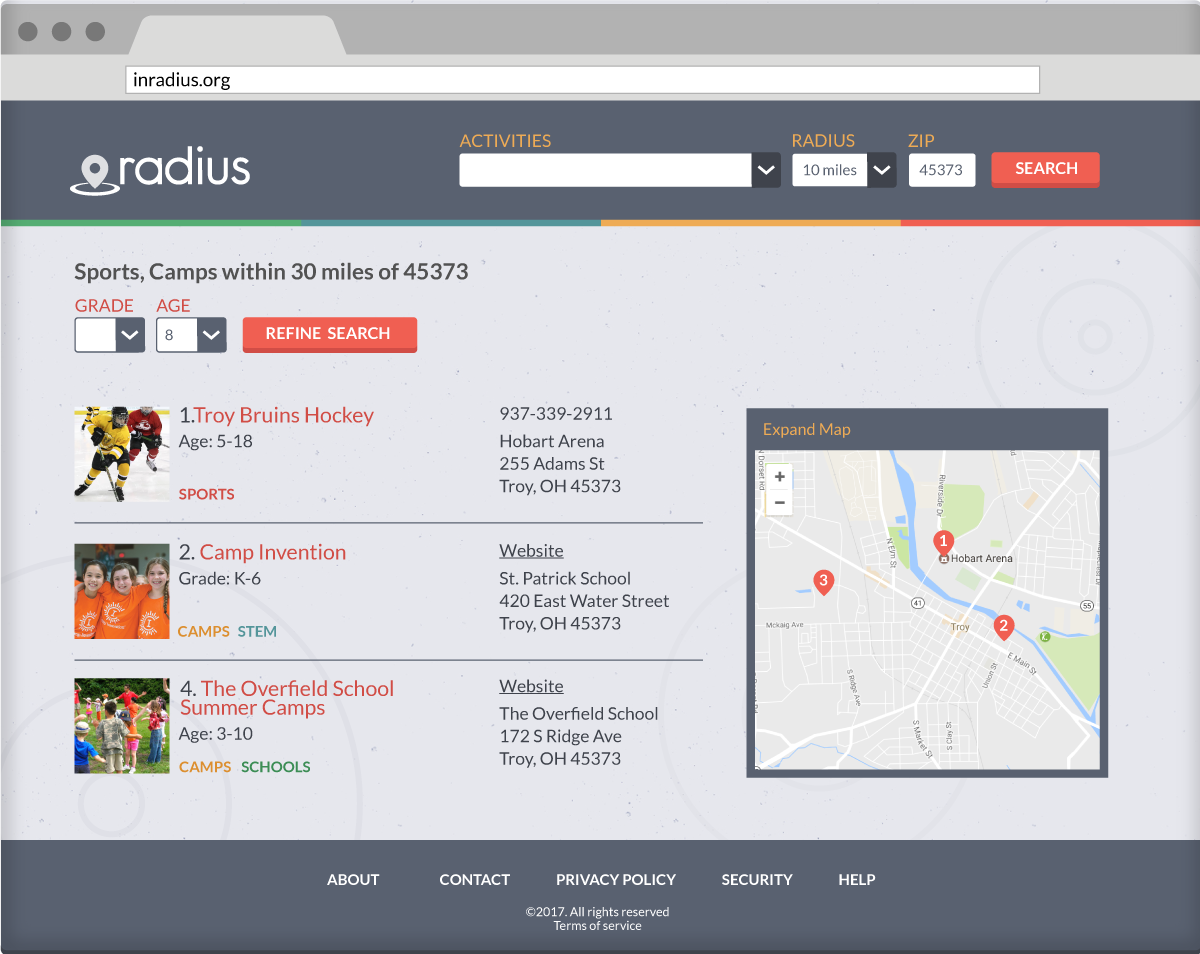 inradius.org
radius
ACTIVITIES
RADIUS
ZIP
10 miles
45373
SEARCH
Sports, Camps within 30 miles of 45373
GRADE
AGE
8
REFINE SEARCH
1.Troy Bruins Hockey
Age: 5-18
SPORTS
937-339-2911
Hobart Arena
255 Adams St
Troy, OH 45373
2. Camp Invention
Grade: K-6
CAMPS STEM
Website
St. Patrick School
420 East Water Street
Troy, OH 45373
4. The Overfield School
Summer Camps
Age: 3-10
CAMPS SCHOOLS
Website
The Overfield School
172 S Ridge Ave
Troy, OH 45373
Expand Map
N Dorset Rd
+
−
Riverside Dr
N Elm St
1
Hobart Arena
3
41
55
Mckaig Ave
Troy
2
E Main St
Union St
S Ridge Ave
S Market St
S Clay St
ABOUT
CONTACT
PRIVACY POLICY
SECURITY
HELP
©2017. All rights reserved
Terms of service